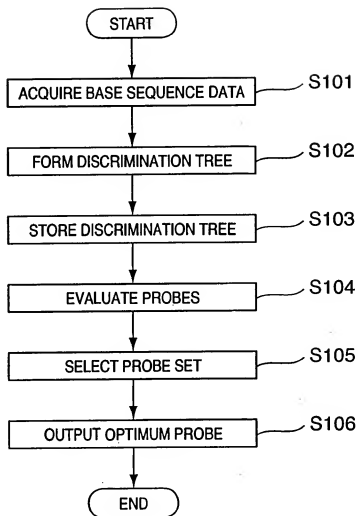 START
ACQUIRE BASE SEQUENCE DATA S101
FORM DISCRIMINATION TREE S102
STORE DISCRIMINATION TREE S103
EVALUATE PROBES S104
SELECT PROBE SET S105
OUTPUT OPTIMUM PROBE S106
END